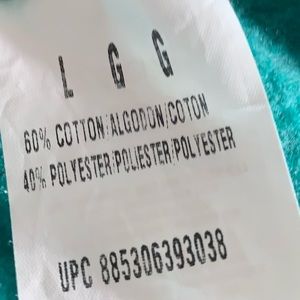 L G G
60% COTTON/ALGODON/COTON
40% POLYESTER/POLIESTER/POLYESTER
UPC 885306393038